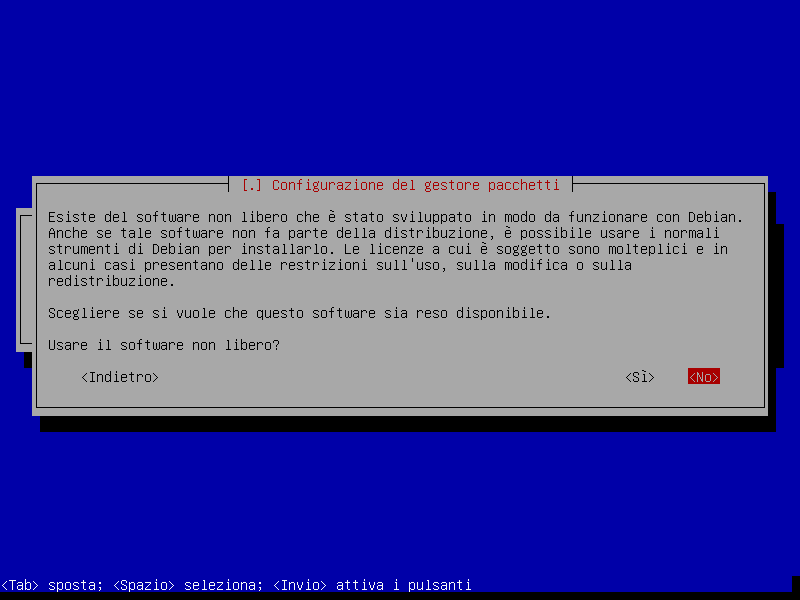 [.] Configurazione del gestore pacchetti
Esiste del software non libero che è stato sviluppato in modo da funzionare con Debian.
Anche se tale software non fa parte della distribuzione, è possibile usare i normali
strumenti di Debian per installarlo. Le licenze a cui è soggetto sono molteplici e in
alcuni casi presentano delle restrizioni sull'uso, sulla modifica o sulla
redistribuzione.
Scegliere se si vuole che questo software sia reso disponibile.
Usare il software non libero?
<Indietro> <Sì> <No>
<Tab> sposta; <Spazio> seleziona; <Invio> attiva i pulsanti